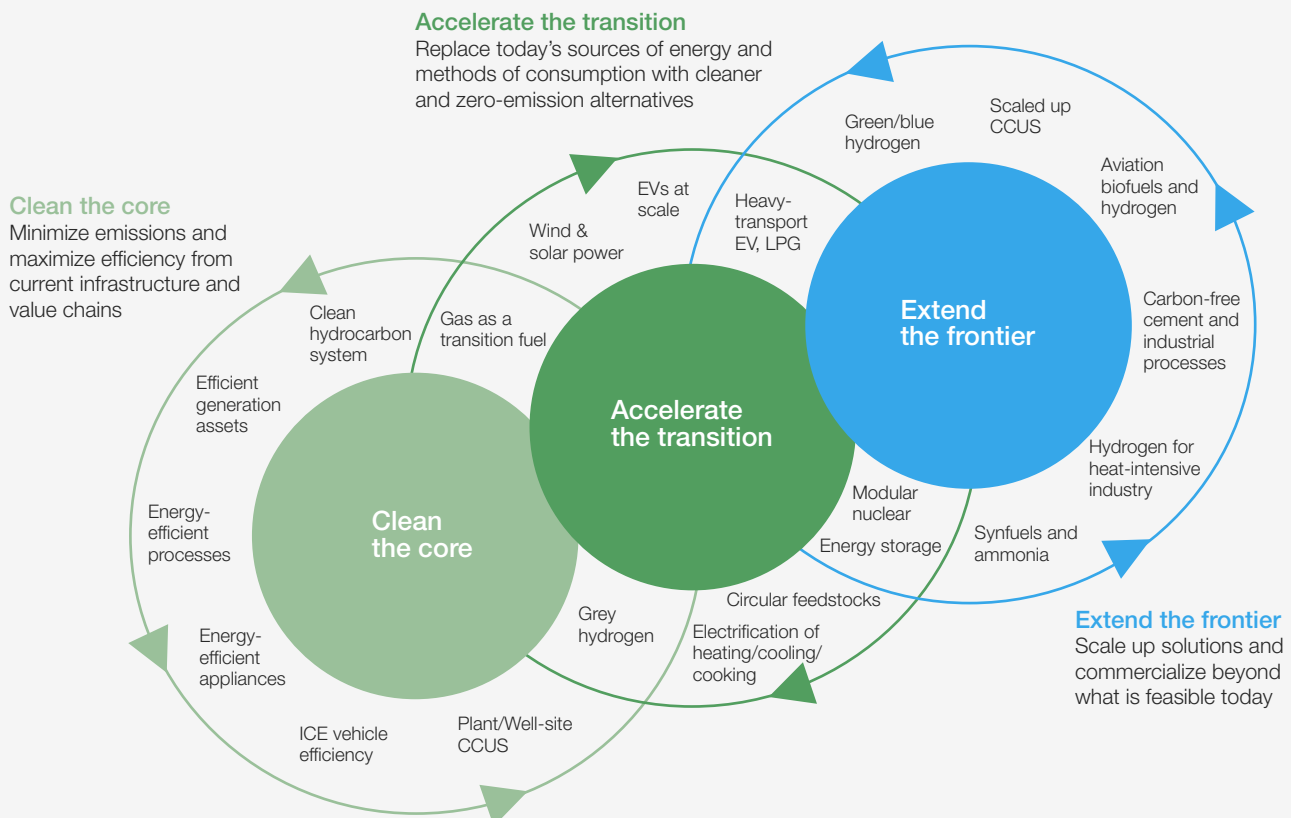 Accelerate the transition
Replace today's sources of energy and
methods of consumption with cleaner
and zero-emission alternatives
Clean the core
Minimize emissions and
maximize efficiency from
current infrastructure and
value chains
Clean
hydrocarbon
system
Efficient
generation
assets
Energy-
efficient
processes
Energy-
efficient
appliances
ICE vehicle
efficiency
Plant/Well-site
CCUS
Grey
hydrogen
Clean
the core
Gas as a
transition fuel
Wind &
solar power
EVs at
scale
Heavy-
transport
EV, LPG
Accelerate
the transition
Modular
nuclear
Energy storage
Circular feedstocks
Electrification of
heating/cooling/
cooking
Green/blue
hydrogen
Scaled up
CCUS
Aviation
biofuels and
hydrogen
Carbon-free
cement and
industrial
processes
Hydrogen for
heat-intensive
industry
Synfuels and
ammonia
Extend
the frontier
Extend the frontier
Scale up solutions and
commercialize beyond
what is feasible today